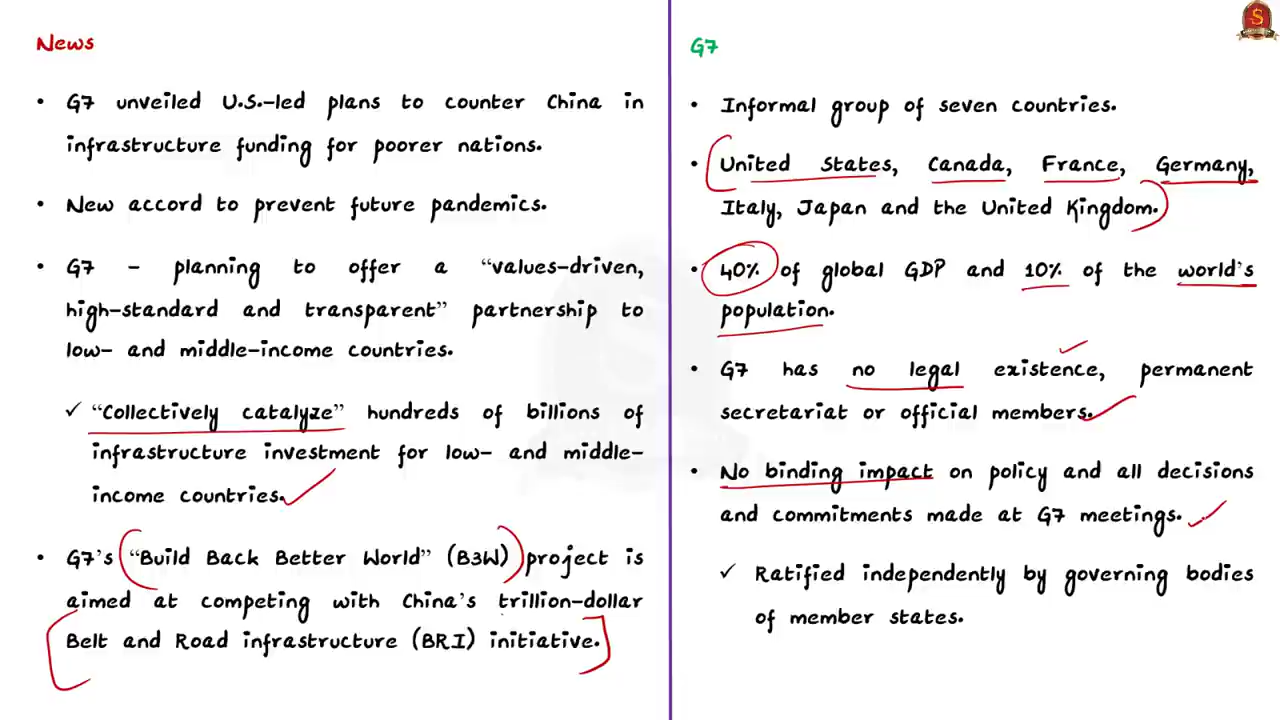 News
• G7 unveiled U.S.-led plans to counter China in
infrastructure funding for poorer nations.
• New accord to prevent future pandemics.
• G7 – planning to offer a “values-driven,
high-standard and transparent” partnership to
low- and middle-income countries.
✓ “Collectively catalyze” hundreds of billions of
infrastructure investment for low- and middle-
income countries.
• G7's “Build Back Better World” (B3W) project is
aimed at competing with China's trillion-dollar
Belt and Road infrastructure (BRI) initiative.
G7
• Informal group of seven countries.
• United States, Canada, France, Germany,
Italy, Japan and the United Kingdom.
• 40% of global GDP and 10% of the world's
population.
• G7 has no legal existence, permanent
secretariat or official members.
• No binding impact on policy and all decisions
and commitments made at G7 meetings.
✓ Ratified independently by governing bodies
of member states.
S